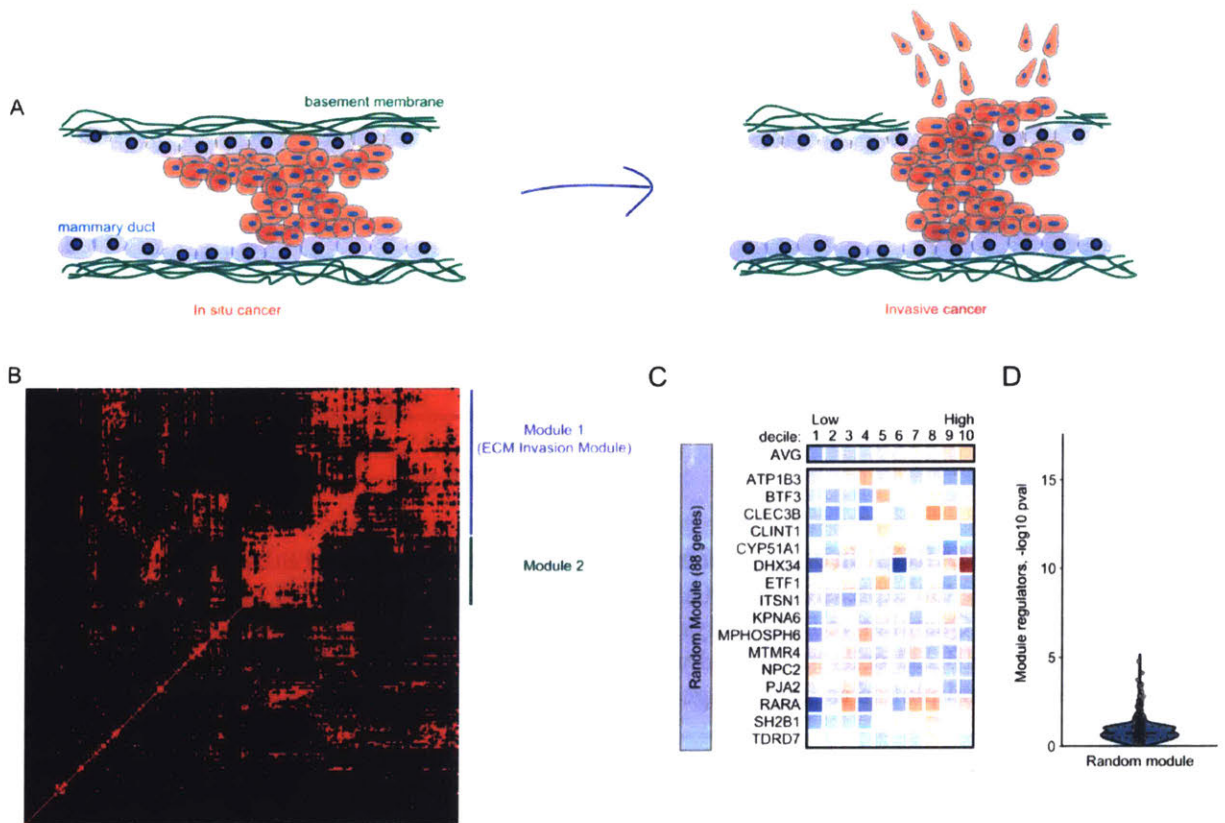 A
basement membrane
mammary duct
In situ cancer
Invasive cancer
B
Module 1
(ECM Invasion Module)
Module 2
C
Low High
decile: 1 2 3 4 5 6 7 8 9 10
AVG
Random Module (88 genes)
ATP1B3
BTF3
CLEC3B
CLINT1
CYP51A1
DHX34
ETF1
ITSN1
KPNA6
MPHOSPH6
MTMR4
NPC2
PJA2
RARA
SH2B1
TDRD7
D
Module regulators, -log10 pval
15
10
5
0
Random module